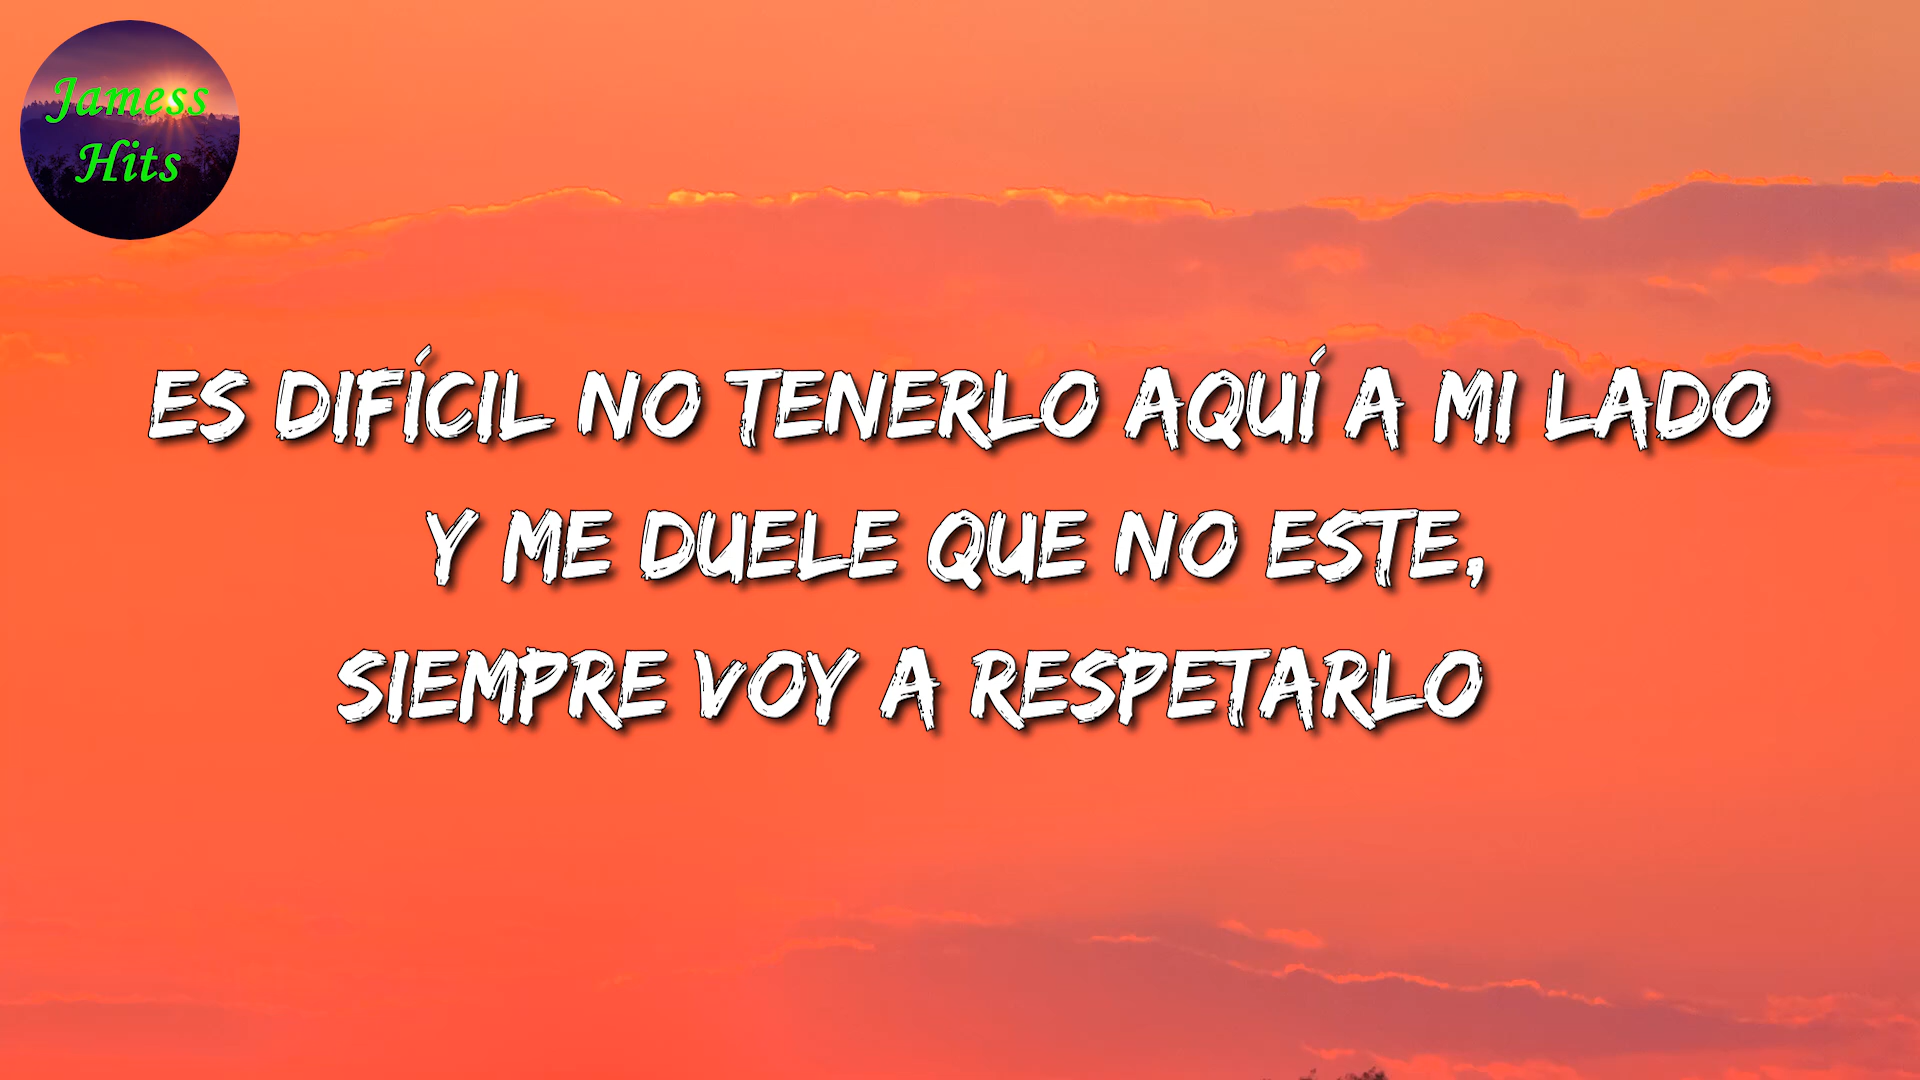 Jamess
Hits
ES DIFÍCIL NO TENERLO AQUÍ A MI LADO
Y ME DUELE QUE NO ESTE,
SIEMPRE VOY A RESPETARLO